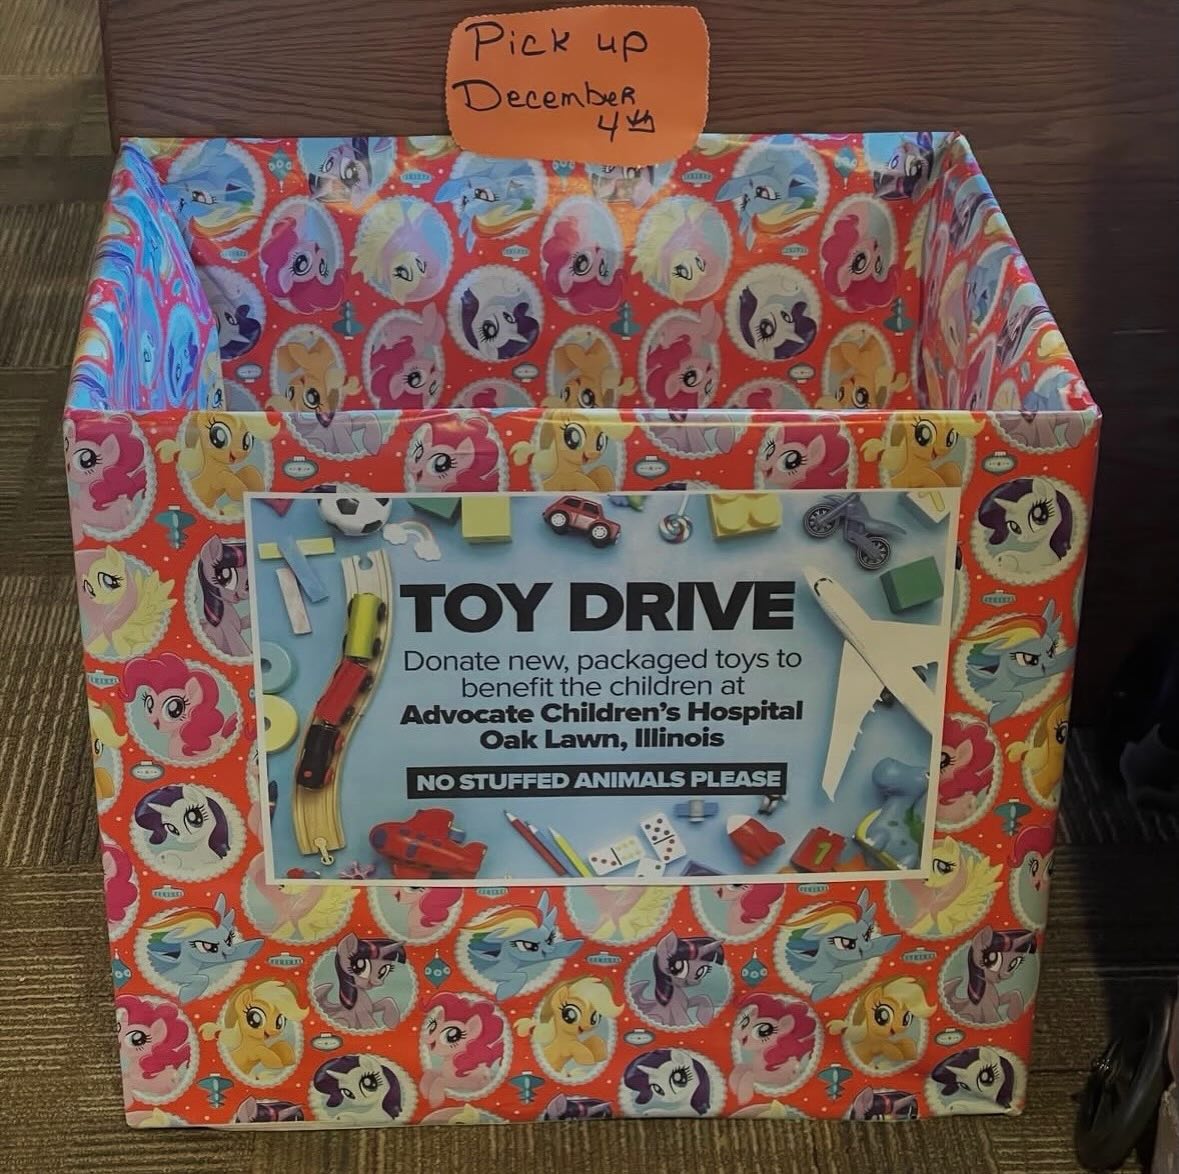 Pick up
December
4th
TOY DRIVE
Donate new, packaged toys to
benefit the children at
Advocate Children's Hospital
Oak Lawn, Illinois
NO STUFFED ANIMALS PLEASE
1